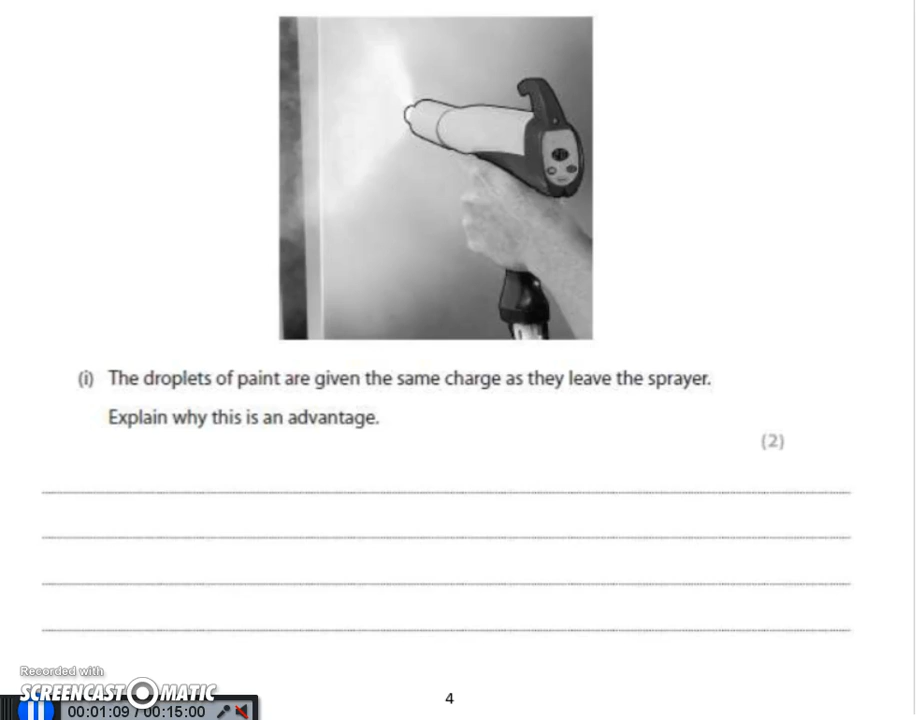 (i) The droplets of paint are given the same charge as they leave the sprayer.
Explain why this is an advantage.
(2)
Recorded with
SCREENCAST-O-MATIC
4
00:01:09 / 00:15:00